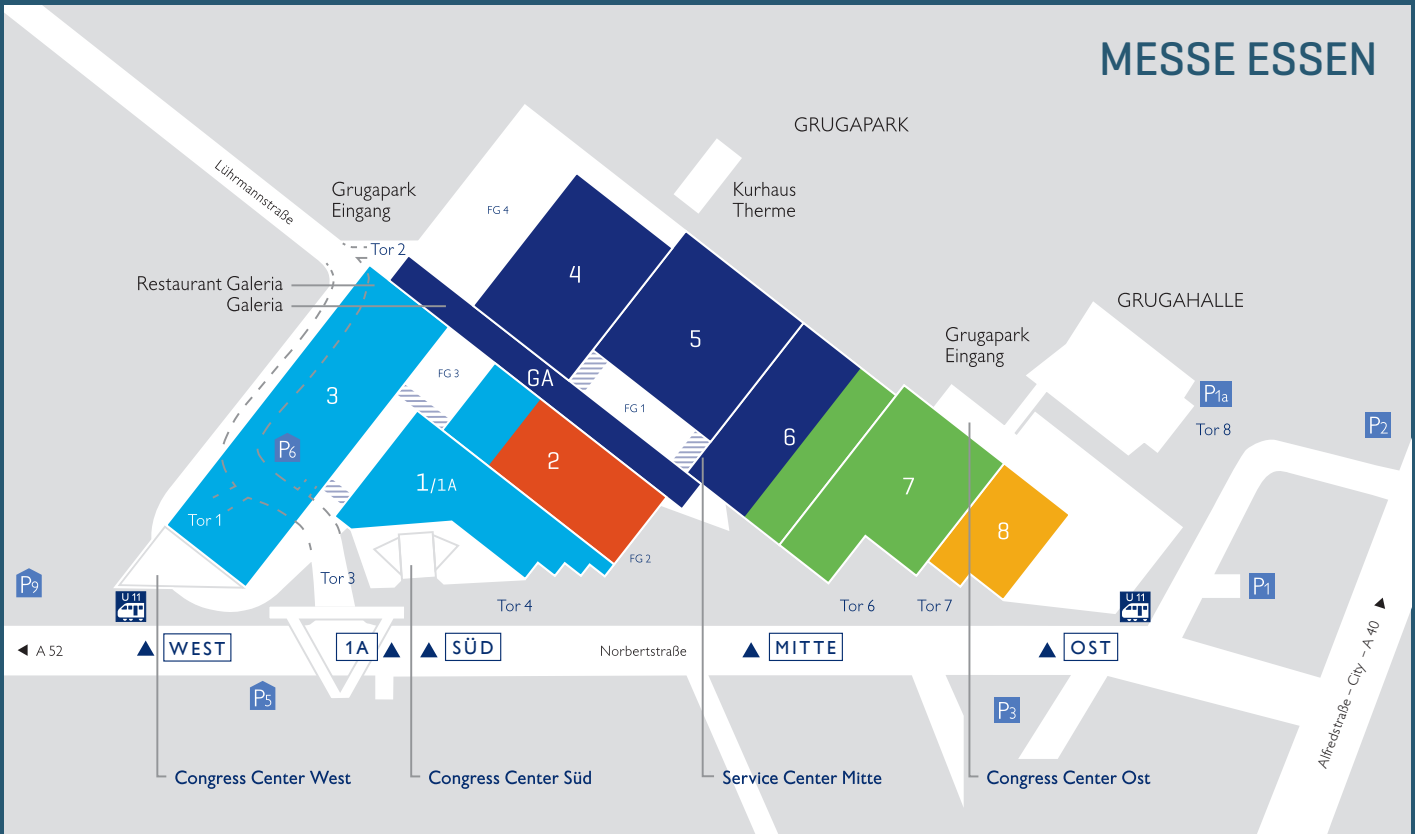 MESSE ESSEN
GRUGAPARK
Lührmannstraße
Grugapark
Eingang
Kurhaus
Therme
FG 4
Tor 2
4
Restaurant Galeria
Galeria
GRUGAHALLE
5
Grugapark
Eingang
FG 3
GA
3
FG 1
P1a
Tor 8
P2
6
P6
2
1/1A
7
Tor 1
8
FG 2
P9
Tor 3
P1
U 11
Tor 4
Tor 6
Tor 7
U 11
A 52
WEST
1A
SÜD
Norbertstraße
MITTE
OST
Alfredstraße – City – A 40
P5
P3
Congress Center West
Congress Center Süd
Service Center Mitte
Congress Center Ost